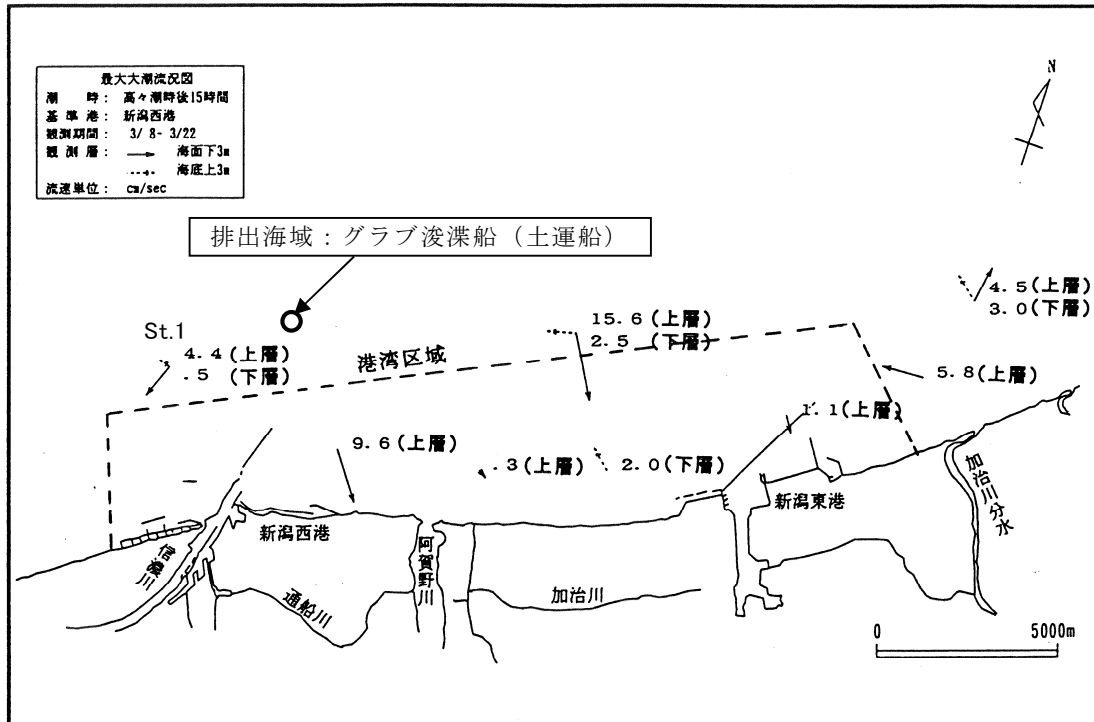 最大大潮流況図
潮 時: 高々潮時後15時間
基 準 港: 新潟西港
観測期間: 3/ 8- 3/22
観 測 層: 海面下3m
海底上3m
流速単位: cm/sec
N
排出海域：グラブ浚渫船（土運船）
St.1
4.4(上層)
.5 (下層)
港湾区域
15.6(上層)
2.5 (下層)
4.5(上層)
3.0(下層)
5.8(上層)
1.1(上層)
9.6(上層)
.3(上層)
2.0(下層)
新潟西港
新潟東港
信濃川
通船川
阿賀野川
加治川
加治川分水
0 5000m